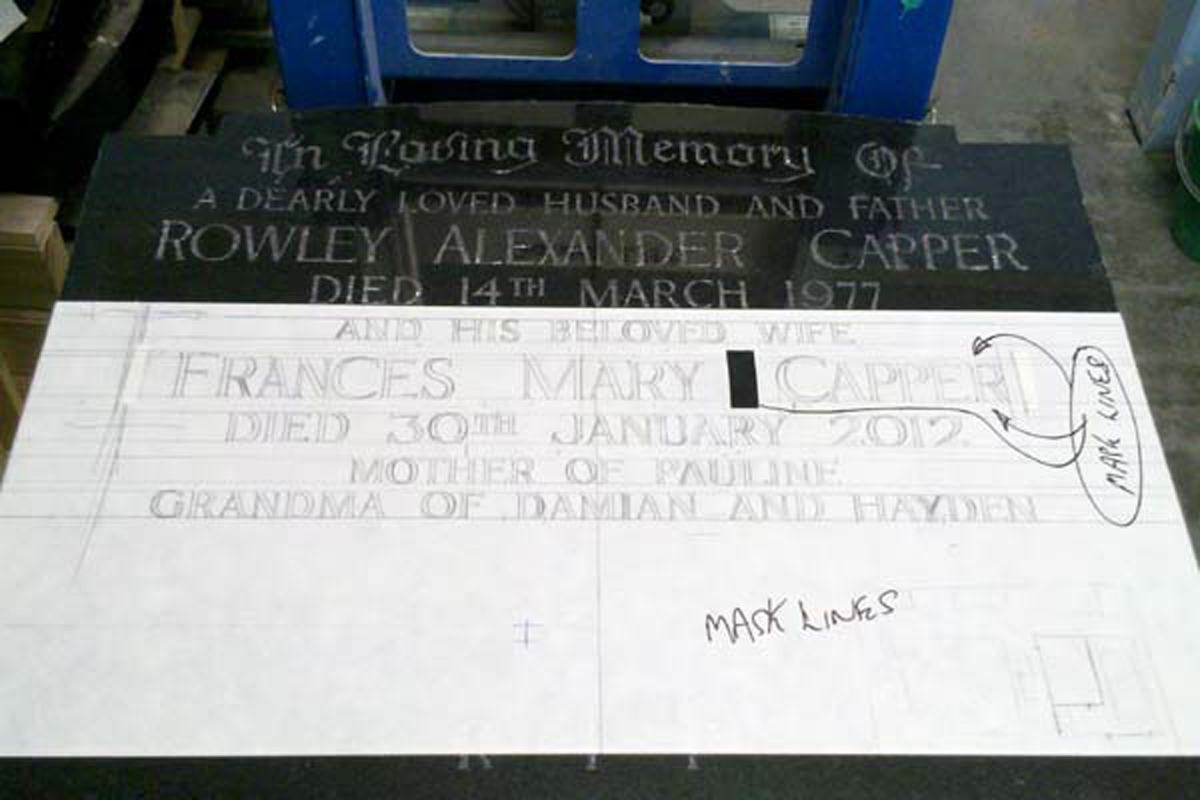 In Loving Memory Of
A DEARLY LOVED HUSBAND AND FATHER
ROWLEY ALEXANDER CAPPER
DIED 14TH MARCH 1977
AND HIS BELOVED WIFE
FRANCES MARY CAPPER
DIED 30TH JANUARY 2012
MOTHER OF PAULINE
GRANDMA OF DAMIAN AND HAYDEN
MASK LINES
MASK LINES